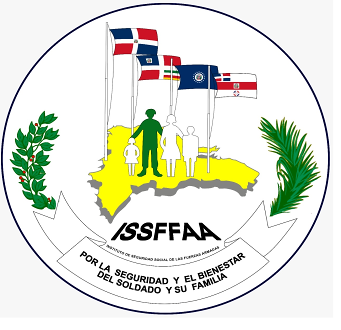 ISSFFAA
INSTITUTO DE SEGURIDAD SOCIAL DE LAS FUERZAS ARMADAS
POR LA SEGURIDAD Y EL BIENESTAR
DEL SOLDADO Y SU FAMILIA